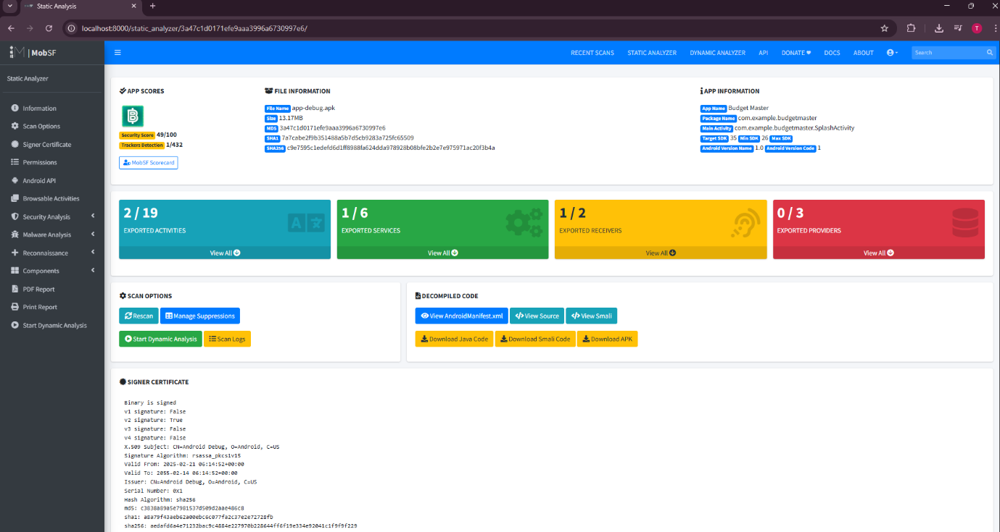 Static Analysis
localhost:8000/static_analyzer/3a47c1d0171efe9aaa3996a6730997e6/
MobSF
RECENT SCANS STATIC ANALYZER DYNAMIC ANALYZER API DONATE DOCS ABOUT Search
Static Analyzer
Information
Scan Options
Signer Certificate
Permissions
Android API
Browsable Activities
Security Analysis
Malware Analysis
Reconnaissance
Components
PDF Report
Print Report
Start Dynamic Analysis
APP SCORES
Security Score 49/100
Trackers Detection 1/432
MobSF Scorecard
FILE INFORMATION
File Name app-debug.apk
Size 13.17MB
MD5 3a47c1d0171efe9aaa3996a6730997e6
SHA1 7a7cabe2f9b351488a5b7d5cb9283a725fc65509
SHA256 c9e7595c1edefd6d1ff8988fa624dda978928b08bfe2b2e7e975971ac20f3b4a
APP INFORMATION
App Name Budget Master
Package Name com.example.budgetmaster
Main Activity com.example.budgetmaster.SplashActivity
Target SDK 35 Min SDK 26 Max SDK
Android Version Name 1.0 Android Version Code 1
2 / 19
EXPORTED ACTIVITIES
View All
1 / 6
EXPORTED SERVICES
View All
1 / 2
EXPORTED RECEIVERS
View All
0 / 3
EXPORTED PROVIDERS
View All
SCAN OPTIONS
Rescan Manage Suppressions
Start Dynamic Analysis Scan Logs
DECOMPILED CODE
View AndroidManifest.xml View Source View Smali
Download Java Code Download Smali Code Download APK
SIGNER CERTIFICATE
Binary is signed
v1 signature: False
v2 signature: True
v3 signature: False
v4 signature: False
X.509 Subject: CN=Android Debug, O=Android, C=US
Signature Algorithm: rsassa_pkcs1v15
Valid From: 2025-02-21 06:14:52+00:00
Valid To: 2055-02-14 06:14:52+00:00
Issuer: CN=Android Debug, O=Android, C=US
Serial Number: 0x1
Hash Algorithm: sha256
md5: c3838a89a5e7981537d509d2aae486c8
sha1: a8a79f43aeb62a00ebc6c077fa2c37e2e72728fb
sha256: aedafd6a4e71232bac9c4884e227970b228644ff6f19e334e92041c1f9f9f229